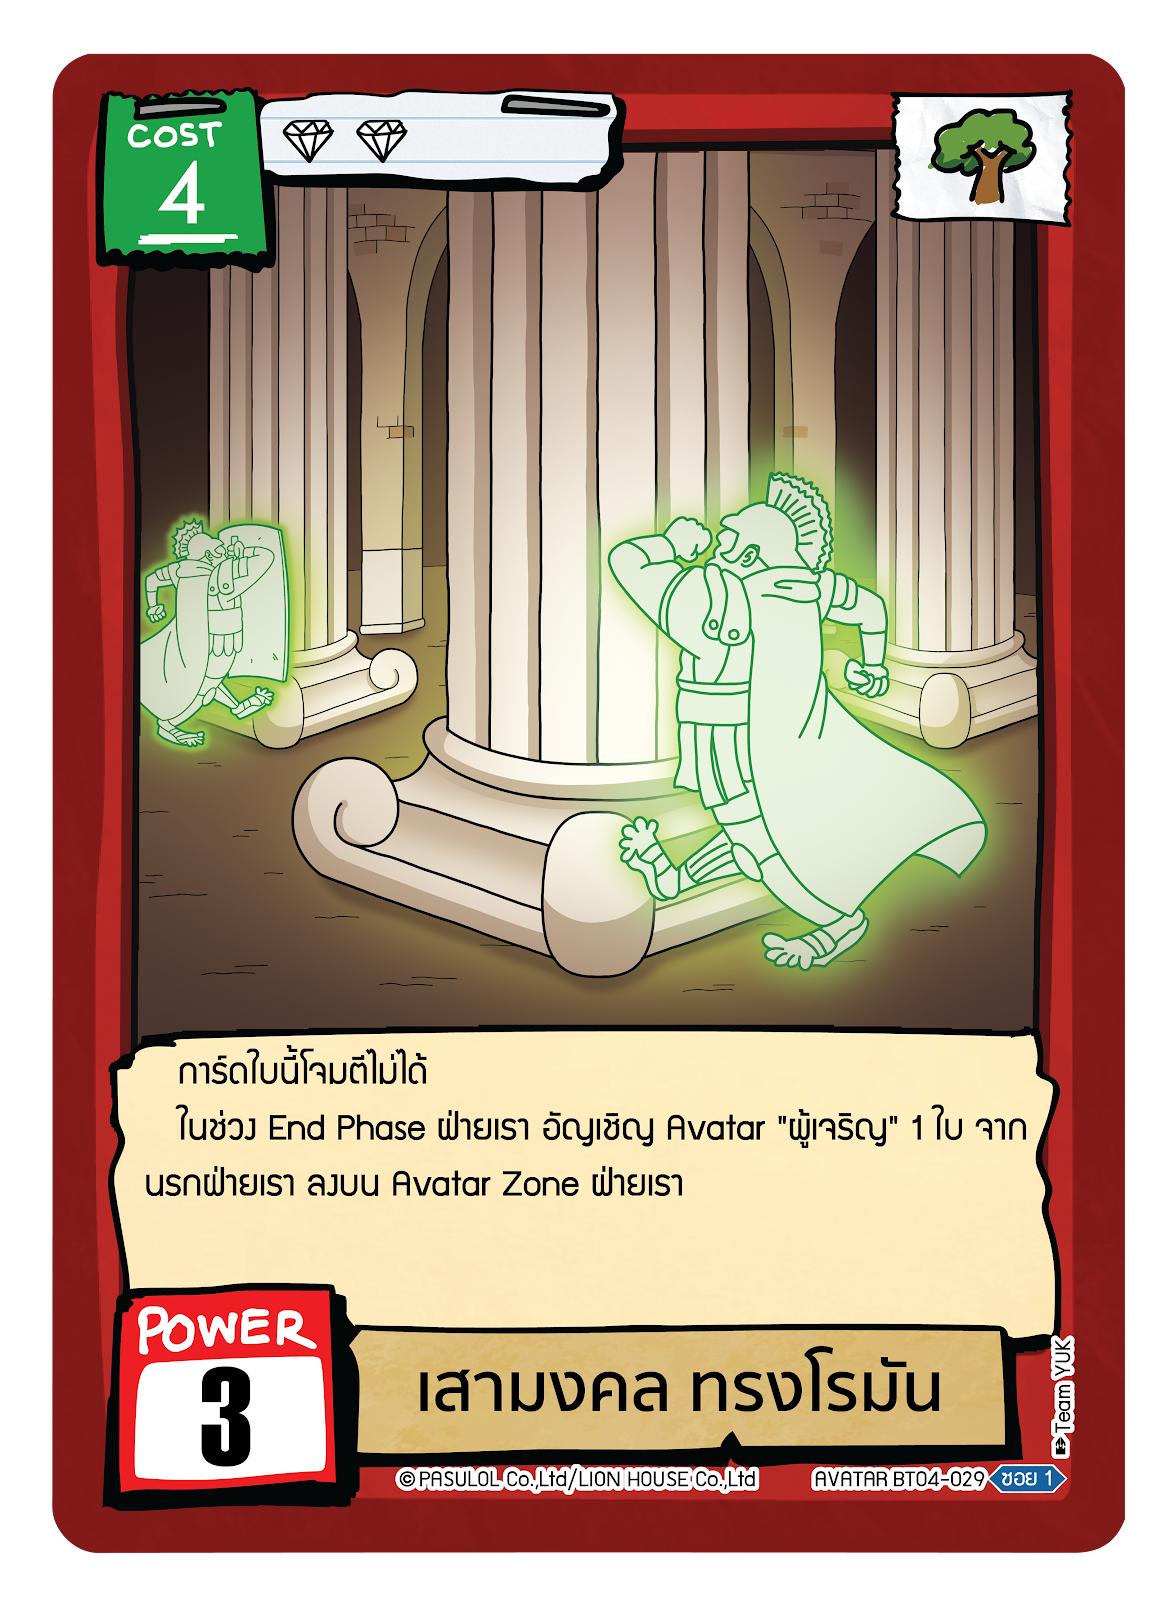 COST
4
การ์ดใบนี้โจมตีไม่ได้
ในช่วง End Phase ฝ่ายเรา อัญเชิญ Avatar "ผู้เจริญ" 1 ใบ จาก
นรกฝ่ายเรา ลงบน Avatar Zone ฝ่ายเรา
POWER
3
เสามงคล ทรงโรมัน
Team YUK
© PASULOL Co.,Ltd/LION HOUSE Co.,Ltd
AVATAR BT04-029 ซอย 1